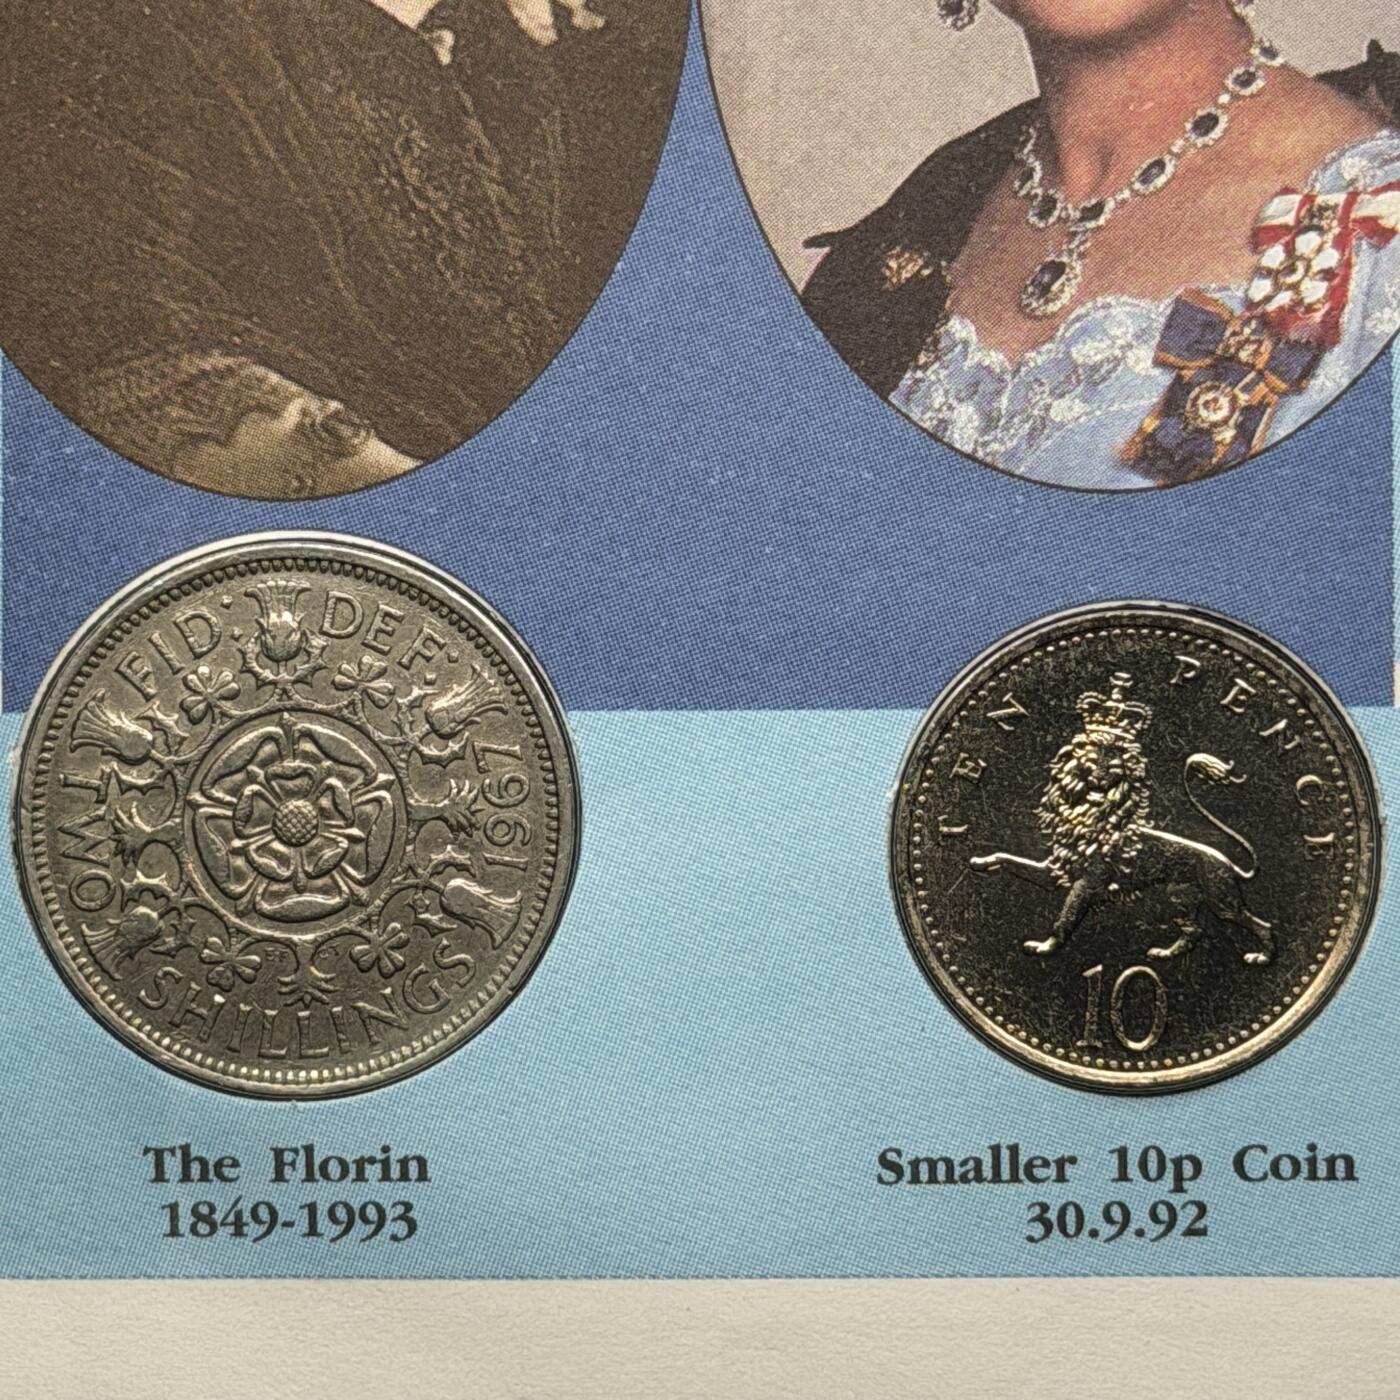 FID: DEF: TWO SHILLINGS 1967
TEN PENCE
10
The Florin
1849-1993
Smaller 10p Coin
30.9.92